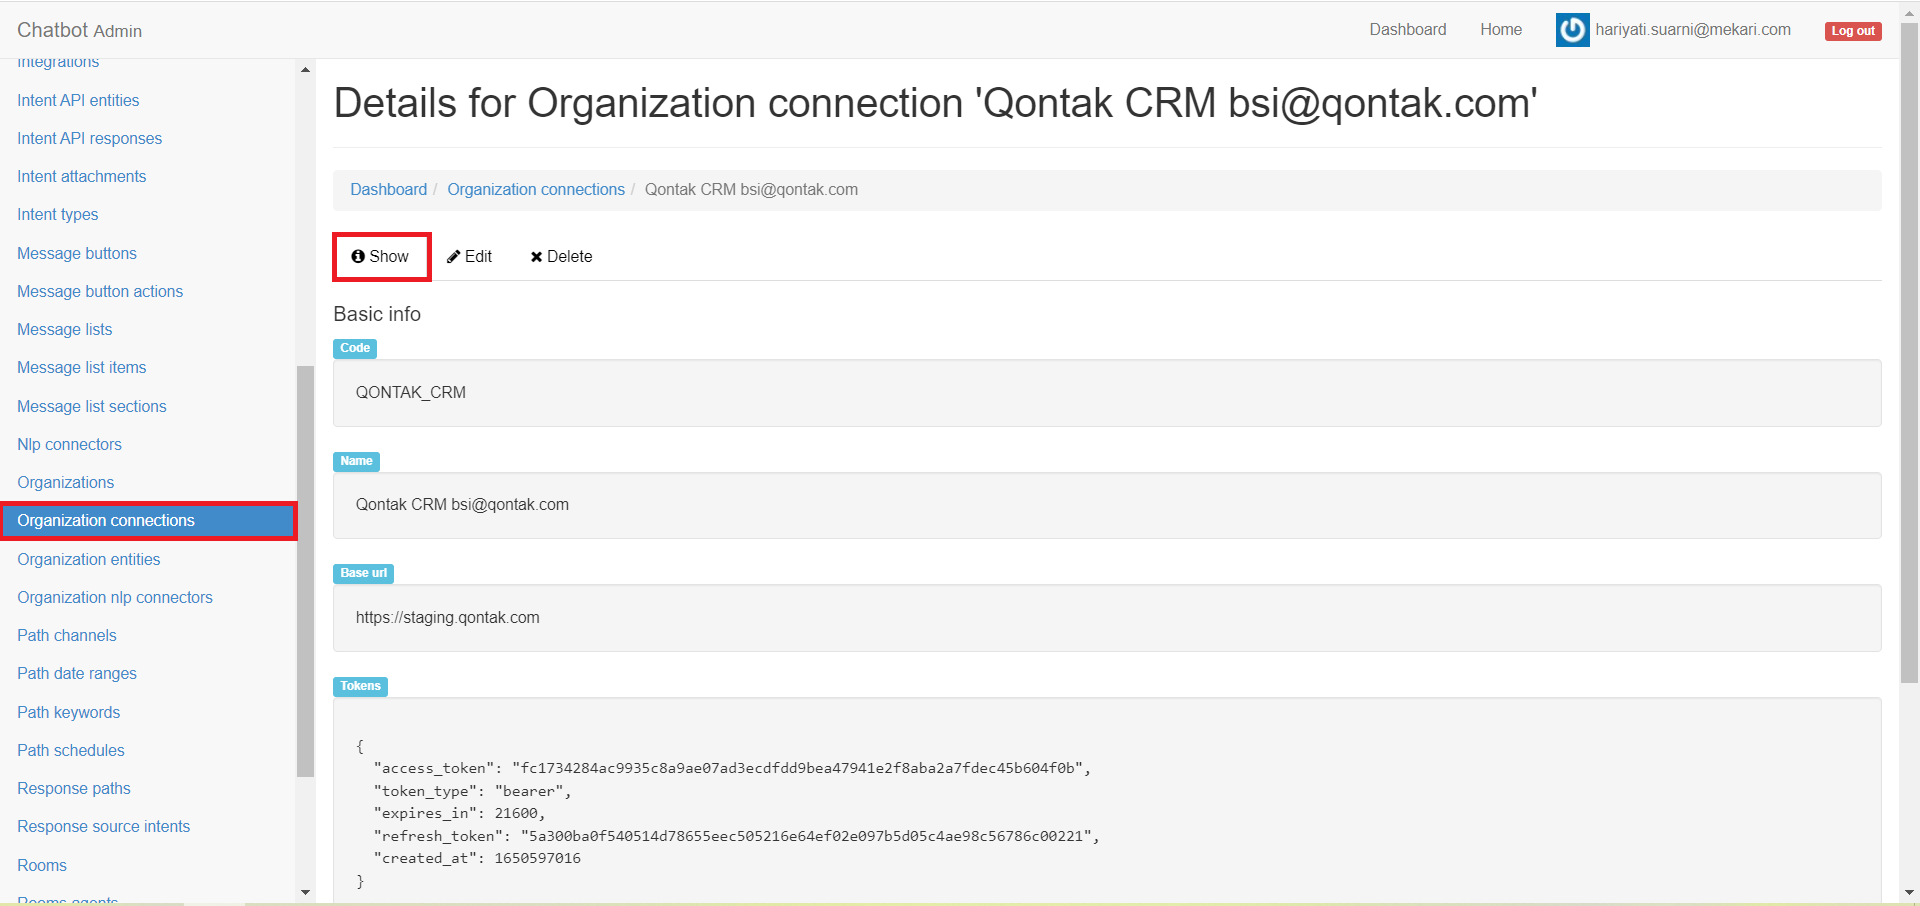 Chatbot Admin
Dashboard
Home
hariyati.suarni@mekari.com
Log out
Integrations
Intent API entities
Intent API responses
Intent attachments
Intent types
Message buttons
Message button actions
Message lists
Message list items
Message list sections
Nlp connectors
Organizations
Organization connections
Organization entities
Organization nlp connectors
Path channels
Path date ranges
Path keywords
Path schedules
Response paths
Response source intents
Rooms
Rooms agents
Details for Organization connection 'Qontak CRM bsi@qontak.com'
Dashboard / Organization connections / Qontak CRM bsi@qontak.com
Show
Edit
Delete
Basic info
Code
QONTAK_CRM
Name
Qontak CRM bsi@qontak.com
Base url
https://staging.qontak.com
Tokens
{
"access_token": "fc1734284ac9935c8a9ae07ad3ecdfdd9bea47941e2f8aba2a7fdec45b604f0b",
"token_type": "bearer",
"expires_in": 21600,
"refresh_token": "5a300ba0f540514d78655eec505216e64ef02e097b5d05c4ae98c56786c00221",
"created_at": 1650597016
}